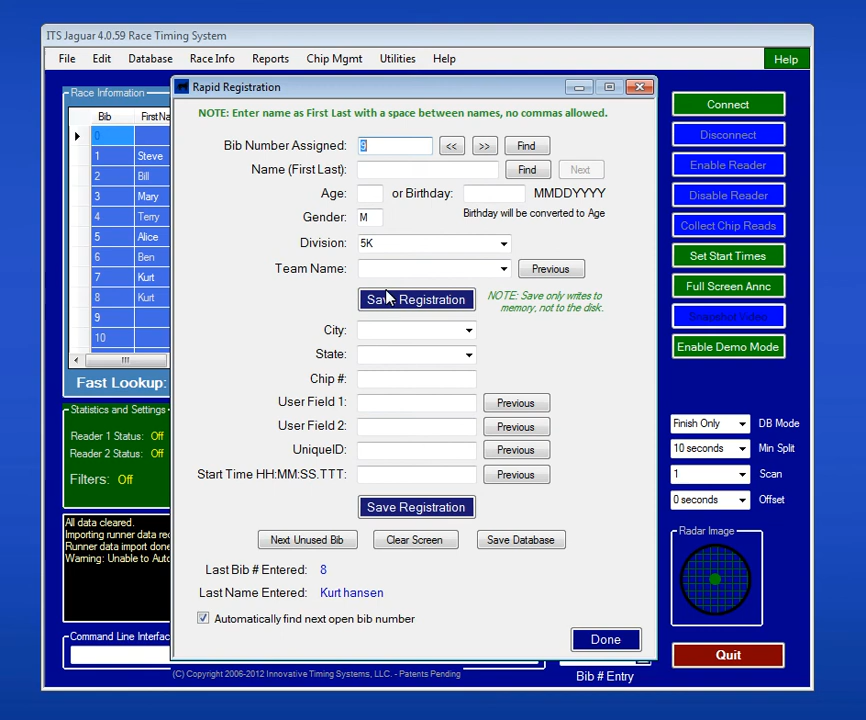 ITS Jaguar 4.0.59 Race Timing System
File Edit Database Race Info Reports Chip Mgmt Utilities Help Help
Race Information
Bib First Na
0
1 Steve
2 Bill
3 Mary
4 Terry
5 Alice
6 Ben
7 Kurt
8 Kurt
9
10
Fast Lookup:
Statistics and Settings
Reader 1 Status: Off
Reader 2 Status: Off
Filters: Off
All data cleared.
Importing runner data rec
Runner data import done
Warning: Unable to Auto
Command Line Interfac
Rapid Registration
NOTE: Enter name as First Last with a space between names, no commas allowed.
Bib Number Assigned: 9 << >> Find
Name (First Last): Find Next
Age: or Birthday: MMDDYYYY
Gender: M Birthday will be converted to Age
Division: 5K
Team Name: Previous
Save Registration NOTE: Save only writes to
memory, not to the disk.
City:
State:
Chip #:
User Field 1: Previous
User Field 2: Previous
UniqueID: Previous
Start Time HH:MM:SS.TTT: Previous
Save Registration
Next Unused Bib Clear Screen Save Database
Last Bib # Entered: 8
Last Name Entered: Kurt hansen
Automatically find next open bib number
Done
Connect
Disconnect
Enable Reader
Disable Reader
Collect Chip Reads
Set Start Times
Full Screen Annc
Snapshot Video
Enable Demo Mode
Finish Only DB Mode
10 seconds Min Split
1 Scan
0 seconds Offset
Radar Image
Quit
(C) Copyright 2006-2012 Innovative Timing Systems, LLC. - Patents Pending
Bib # Entry